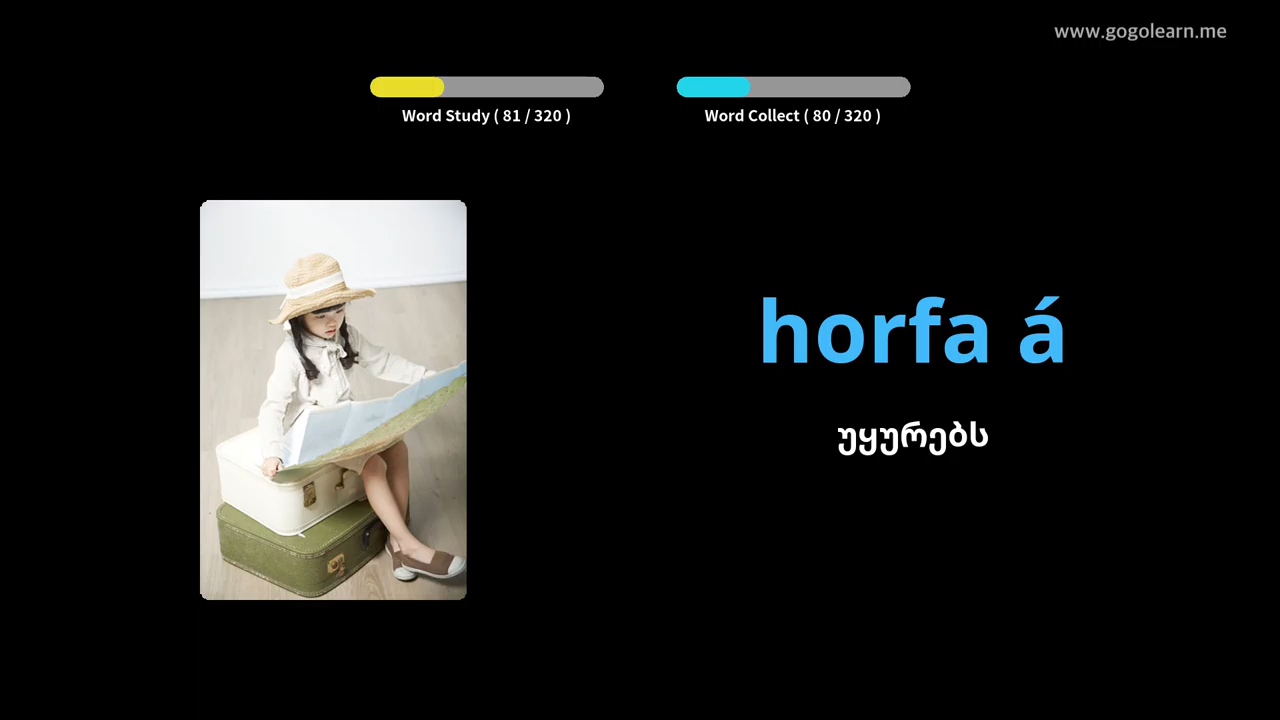 www.gogolearn.me
Word Study ( 81 / 320 )
Word Collect ( 80 / 320 )
horfa á
უყურებს